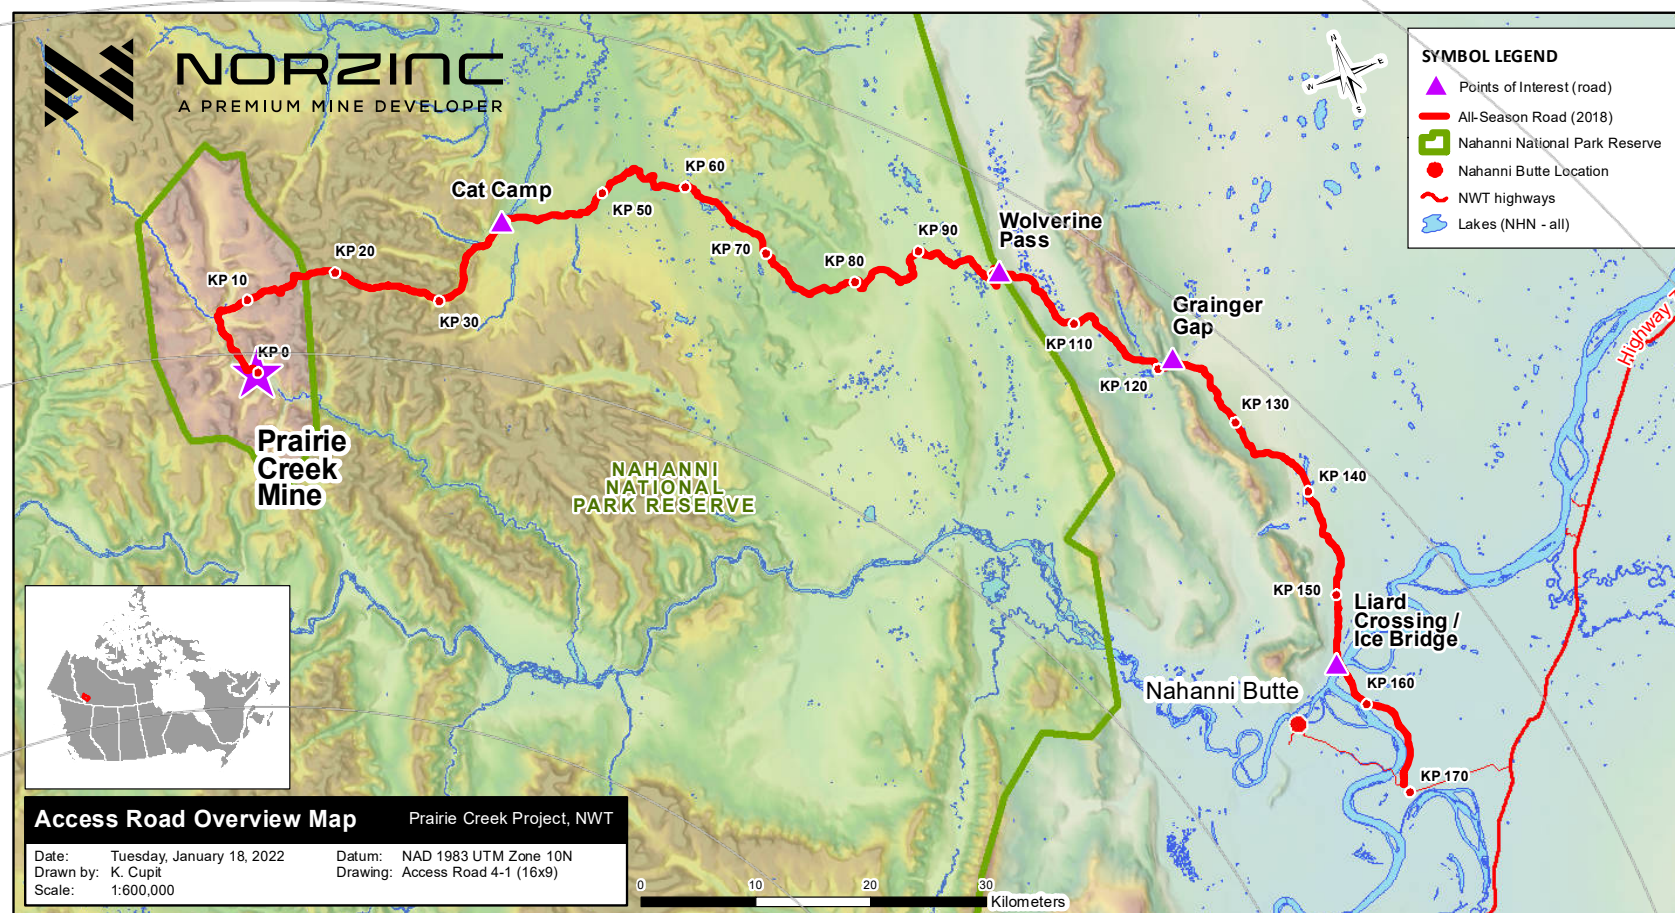 NORZINC
A PREMIUM MINE DEVELOPER
N
E
W
S
SYMBOL LEGEND
Points of Interest (road)
All-Season Road (2018)
Nahanni National Park Reserve
Nahanni Butte Location
NWT highways
Lakes (NHN - all)
Cat Camp
KP 60
KP 50
Wolverine
Pass
KP 90
KP 20
KP 70
KP 80
KP 10
KP 30
Grainger
Gap
Highway
KP 110
KP 0
KP 120
KP 130
Prairie
Creek
Mine
NAHANNI
NATIONAL
PARK RESERVE
KP 140
KP 150
Liard
Crossing /
Ice Bridge
KP 160
Nahanni Butte
KP 170
Access Road Overview Map
Prairie Creek Project, NWT
Date: Tuesday, January 18, 2022
Datum: NAD 1983 UTM Zone 10N
Drawn by: K. Cupit
Drawing: Access Road 4-1 (16x9)
Scale: 1:600,000
0 10 20 30
Kilometers